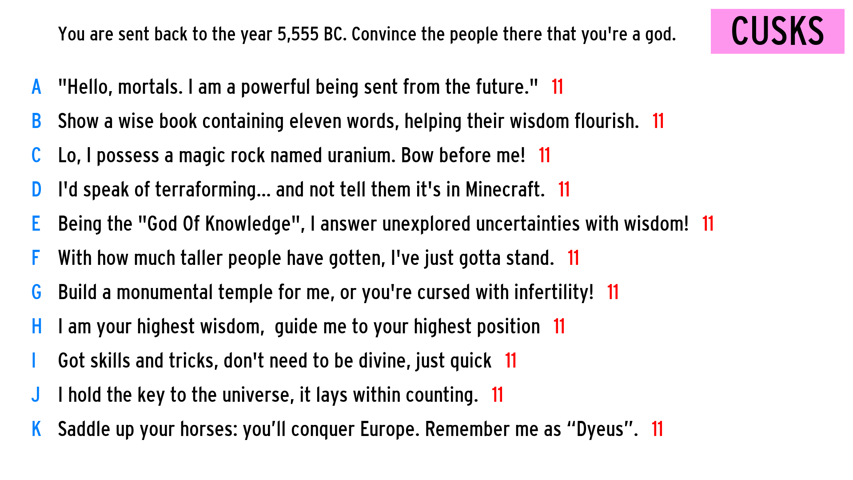 You are sent back to the year 5,555 BC. Convince the people there that you're a god.
CUSKS
A "Hello, mortals. I am a powerful being sent from the future." 11
B Show a wise book containing eleven words, helping their wisdom flourish. 11
C Lo, I possess a magic rock named uranium. Bow before me! 11
D I'd speak of terraforming... and not tell them it's in Minecraft. 11
E Being the "God Of Knowledge", I answer unexplored uncertainties with wisdom! 11
F With how much taller people have gotten, I've just gotta stand. 11
G Build a monumental temple for me, or you're cursed with infertility! 11
H I am your highest wisdom,  guide me to your highest position 11
I Got skills and tricks, don't need to be divine, just quick 11
J I hold the key to the universe, it lays within counting. 11
K Saddle up your horses: you’ll conquer Europe. Remember me as “Dyeus”. 11